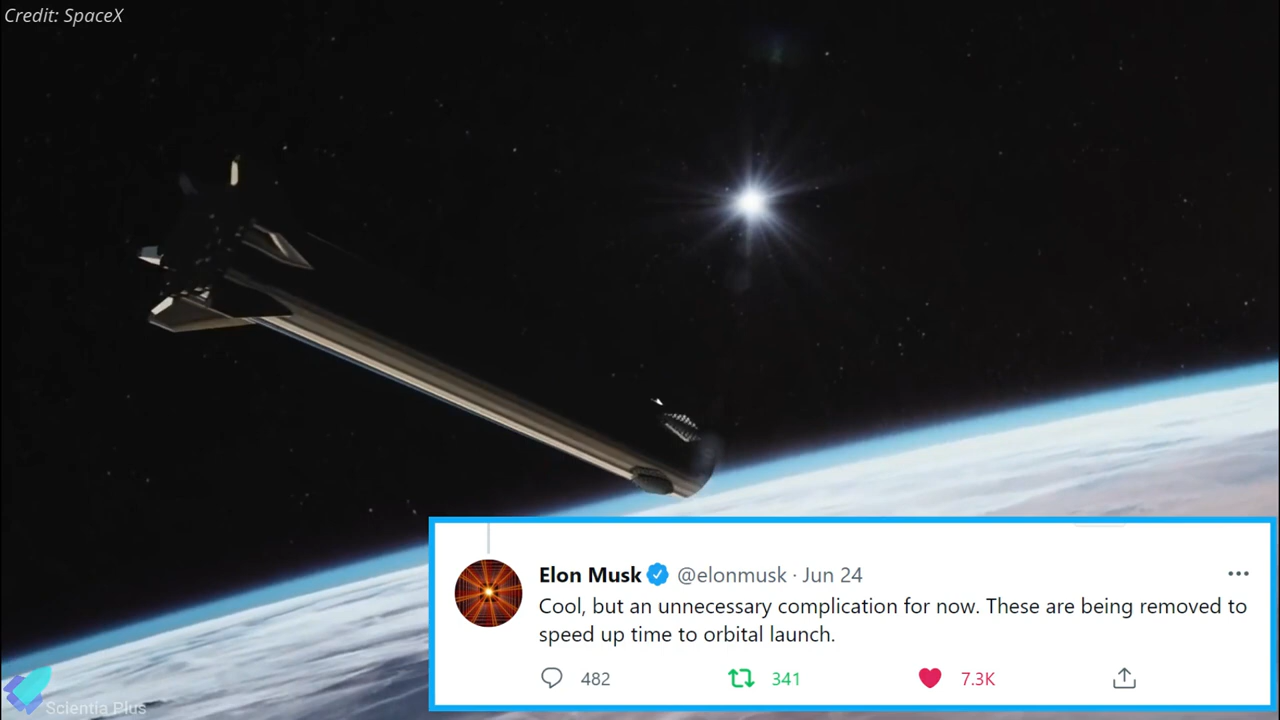 Credit: SpaceX
Elon Musk @elonmusk · Jun 24
Cool, but an unnecessary complication for now. These are being removed to
speed up time to orbital launch.
482 341 7.3K
Scientia Plus